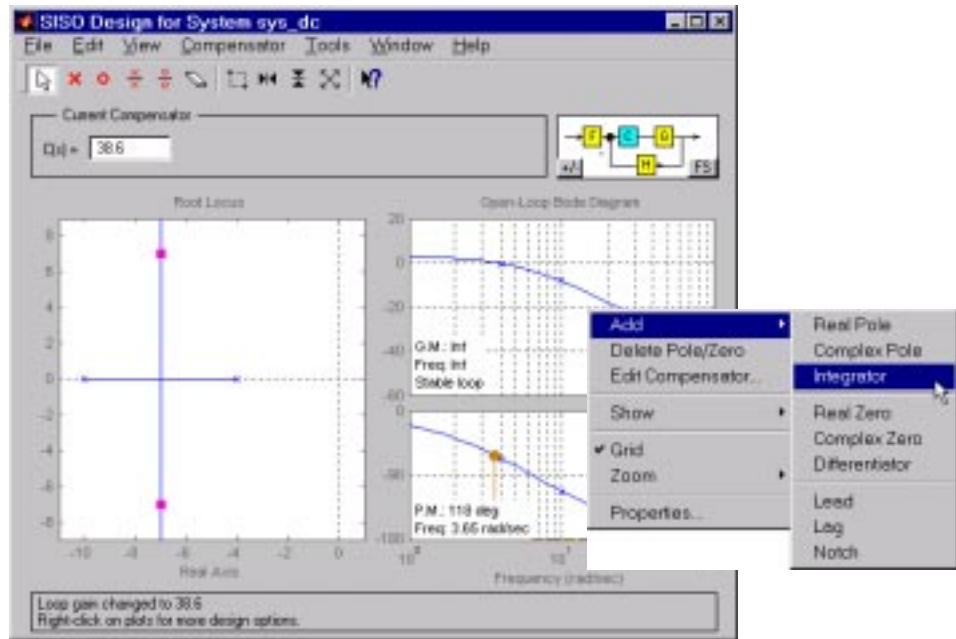 SISO Design for System sys_dc
File Edit View Compensator Tools Window Help
Current Compensator
C(s) = 38.6
F C G
H
+/- FS
Root Locus
8
6
4
2
0
-2
-4
-6
-8
-10 -8 -6 -4 -2 0
Real Axis
Open-Loop Bode Diagram
20
0
-20
-40
-60
G.M.: Inf
Freq: Inf
Stable loop
0
-90
-180
P.M.: 118 deg
Freq: 3.65 rad/sec
10^0 10^1
Frequency (rad/sec)
Add
Delete Pole/Zero
Edit Compensator...
Show
Grid
Zoom
Properties...
Real Pole
Complex Pole
Integrator
Real Zero
Complex Zero
Differentiator
Lead
Lag
Notch
Loop gain changed to 38.6
Right-click on plots for more design options.